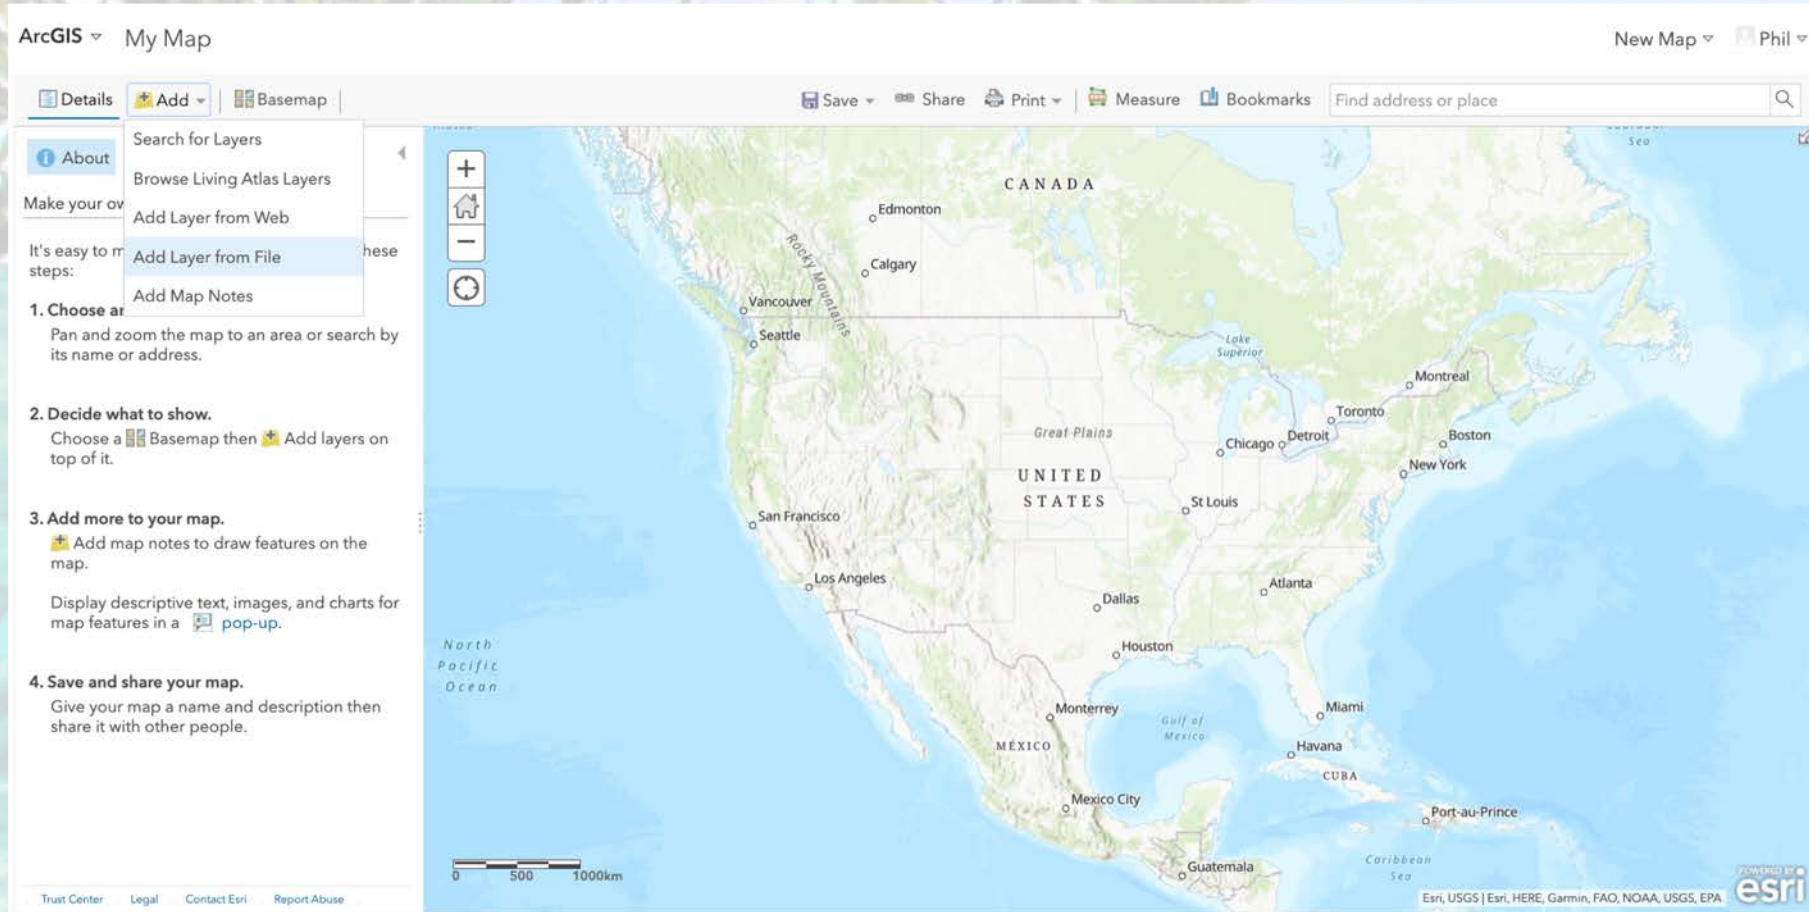 ArcGIS My Map
New Map Phil
Details Add Basemap
Save Share Print Measure Bookmarks Find address or place
About
Search for Layers
Browse Living Atlas Layers
Add Layer from Web
Add Layer from File
Add Map Notes
Make your ow
It's easy to m hese
steps:
1. Choose an
Pan and zoom the map to an area or search by
its name or address.
2. Decide what to show.
Choose a Basemap then Add layers on
top of it.
3. Add more to your map.
Add map notes to draw features on the
map.
Display descriptive text, images, and charts for
map features in a pop-up.
4. Save and share your map.
Give your map a name and description then
share it with other people.
Trust Center Legal Contact Esri Report Abuse
Sea
CANADA
Edmonton
Rocky Mountains
Calgary
Vancouver
Seattle
Lake
Superior
Montreal
Toronto
Great Plains
Chicago
Detroit
Boston
New York
UNITED
STATES
St Louis
San Francisco
Los Angeles
Atlanta
Dallas
Houston
North
Pacific
Ocean
Monterrey
Miami
Gulf of
Mexico
MÉXICO
Havana
CUBA
Mexico City
Port-au-Prince
Guatemala
Caribbean
Sea
0 500 1000km
Esri, USGS | Esri, HERE, Garmin, FAO, NOAA, USGS, EPA
POWERED BY
esri